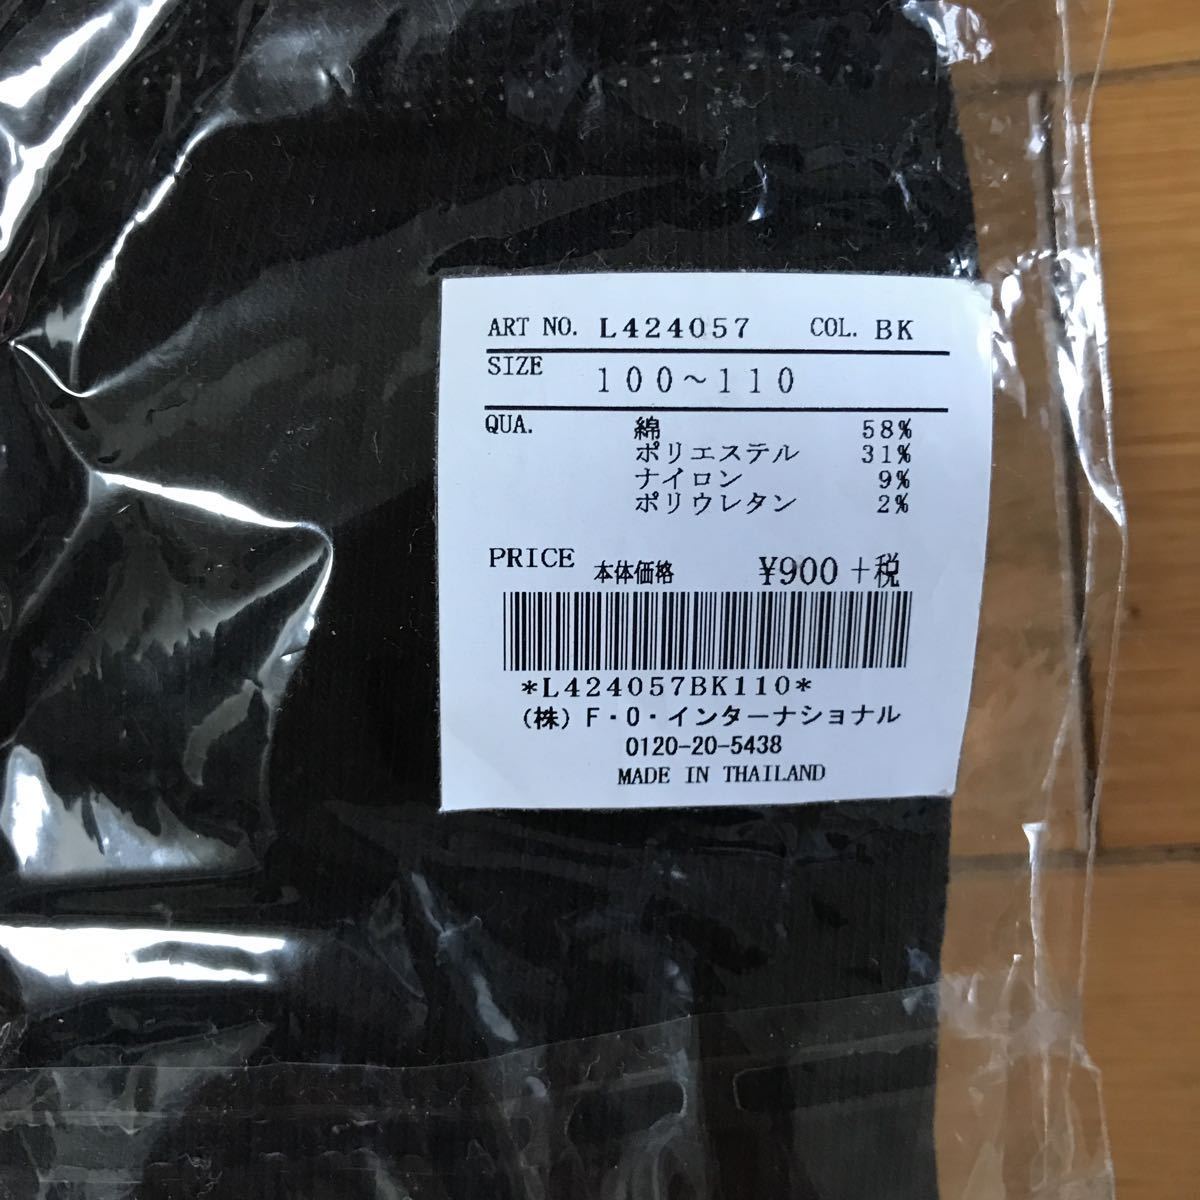 ART NO. L424057 COL. BK
SIZE 100～110
QUA. 綿 58%
ポリエステル 31%
ナイロン 9%
ポリウレタン 2%
PRICE 本体価格 ¥900 +税
*L424057BK110*
(株) F・O・インターナショナル
0120-20-5438
MADE IN THAILAND